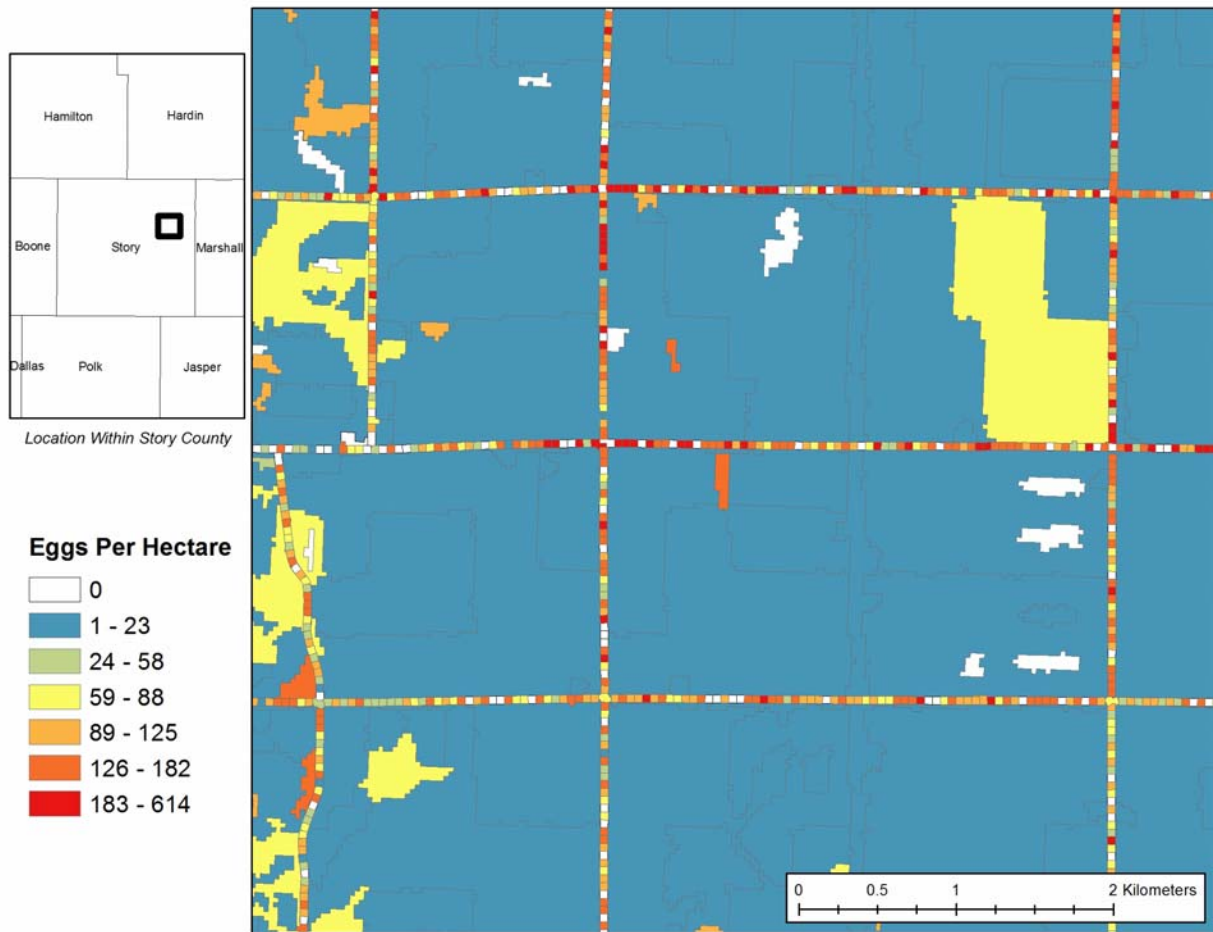 Hamilton
Hardin
Boone
Story
Marshall
Dallas
Polk
Jasper
Location Within Story County
Eggs Per Hectare
0
1 - 23
24 - 58
59 - 88
89 - 125
126 - 182
183 - 614
0 0.5 1 2 Kilometers